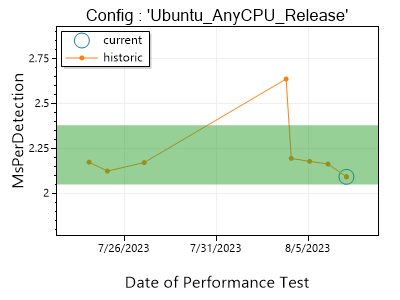 Config : 'Ubuntu_AnyCPU_Release'
current
historic
MsPerDetection
2.75
2.5
2.25
2
7/26/2023
7/31/2023
8/5/2023
Date of Performance Test